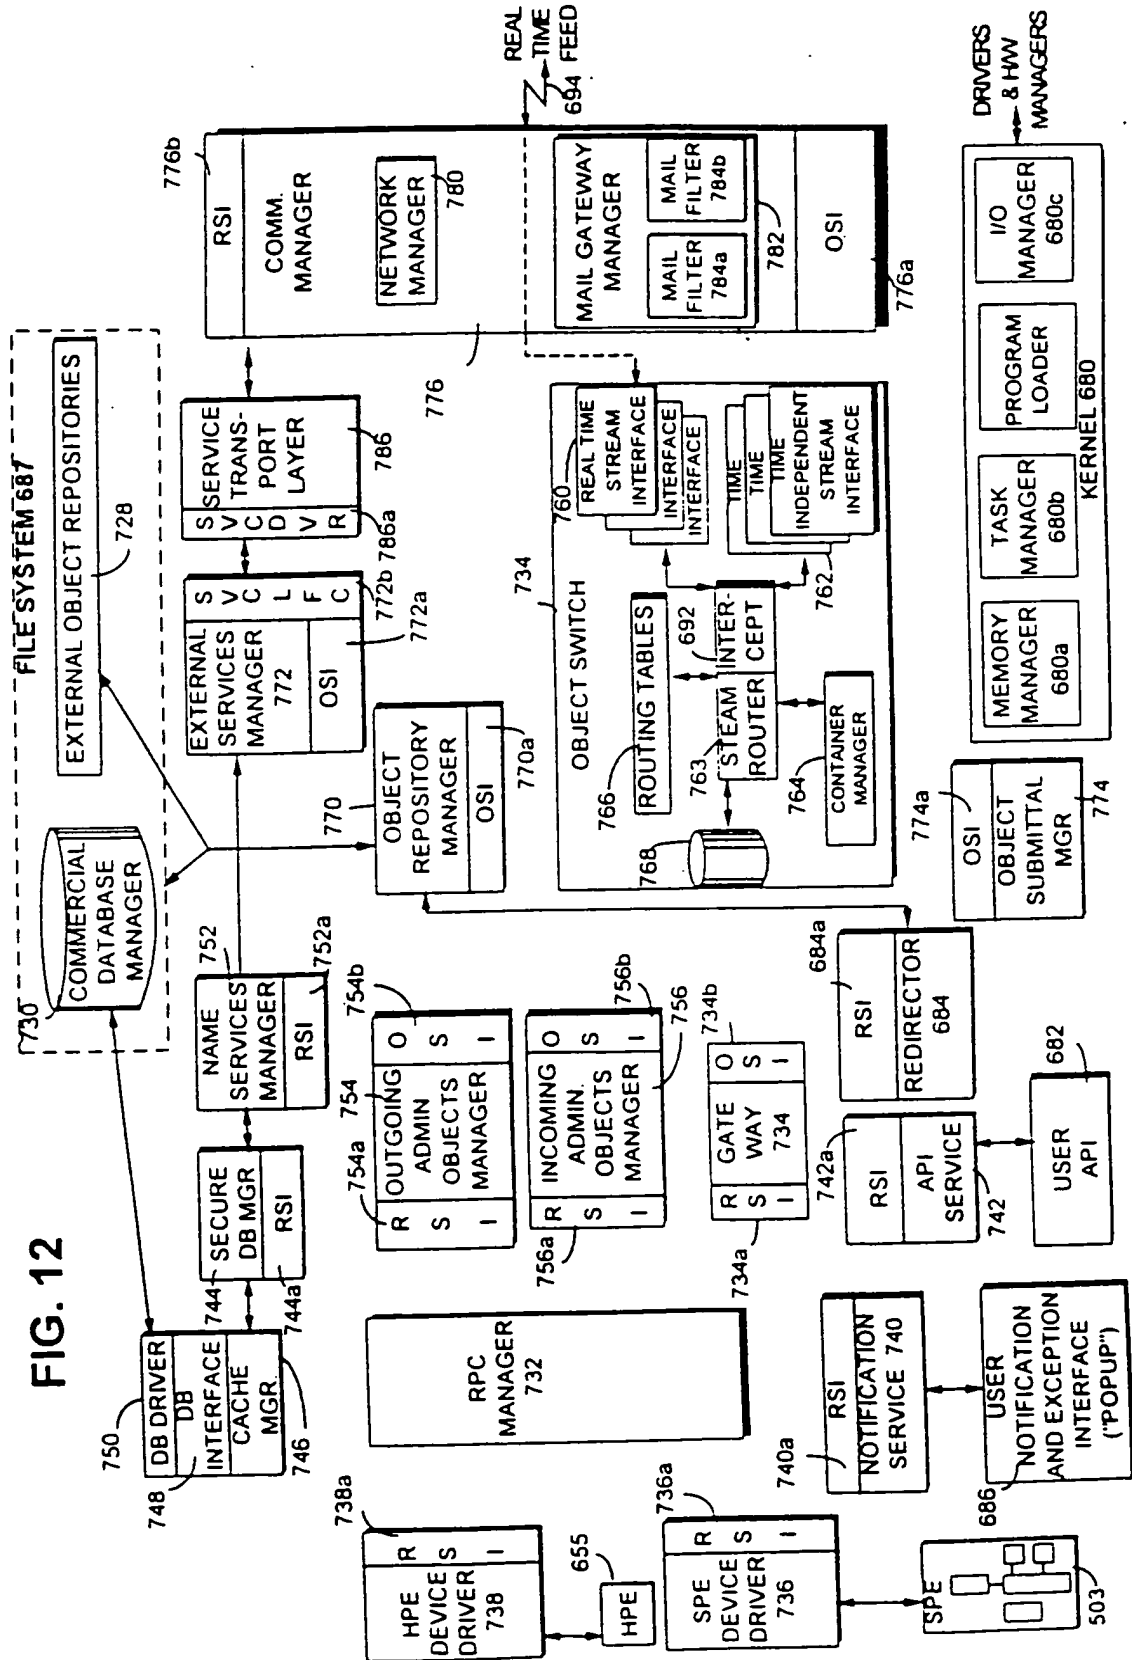 FIG. 12
FILE SYSTEM 687
730
COMMERCIAL
DATABASE
MANAGER
EXTERNAL OBJECT REPOSITORIES
728
750
DB DRIVER
DB
INTERFACE
748
CACHE
MGR.
746
744
SECURE
DB MGR
RSI
744a
NAME
SERVICES
MANAGER
752
RSI
752a
EXTERNAL
SERVICES
MANAGER
772
OSI
772a
S
V
C
L
F
C
772b
S
V
C
D
V
R
786a
SERVICE
TRANS-
PORT
LAYER
786
RSI
776b
COMM.
MANAGER
NETWORK
MANAGER
780
776
MAIL GATEWAY
MANAGER
MAIL
FILTER
784a
MAIL
FILTER
784b
782
OSI
776a
REAL
TIME
FEED
694
738a
HPE
DEVICE
DRIVER
738
R
S
I
655
HPE
736a
SPE
DEVICE
DRIVER
736
R
S
I
SPE
503
RPC
MANAGER
732
754a
R
S
I
754
OUTGOING
ADMIN
OBJECTS
MANAGER
O
S
I
754b
R
S
I
756a
INCOMING
ADMIN.
OBJECTS
MANAGER
756
O
S
I
756b
R
S
I
734a
GATE
WAY
734
O
S
I
734b
770
OBJECT
REPOSITORY
MANAGER
OSI
770a
734
OBJECT SWITCH
766
ROUTING TABLES
692
763
STEAM
ROUTER
INTER-
CEPT
764
CONTAINER
MANAGER
768
760
REAL TIME
STREAM
INTERFACE
INTERFACE
INTERFACE
TIME
TIME
TIME
INDEPENDENT
STREAM
INTERFACE
762
740a
RSI
NOTIFICATION
SERVICE 740
686
USER
NOTIFICATION
AND EXCEPTION
INTERFACE
("POPUP")
742a
RSI
API
SERVICE
742
USER
API
682
684a
RSI
REDIRECTOR
684
774a
OSI
OBJECT
SUBMITTAL
MGR
774
MEMORY
MANAGER
680a
TASK
MANAGER
680b
PROGRAM
LOADER
I/O
MANAGER
680c
KERNEL 680
DRIVERS
& H/W
MANAGERS